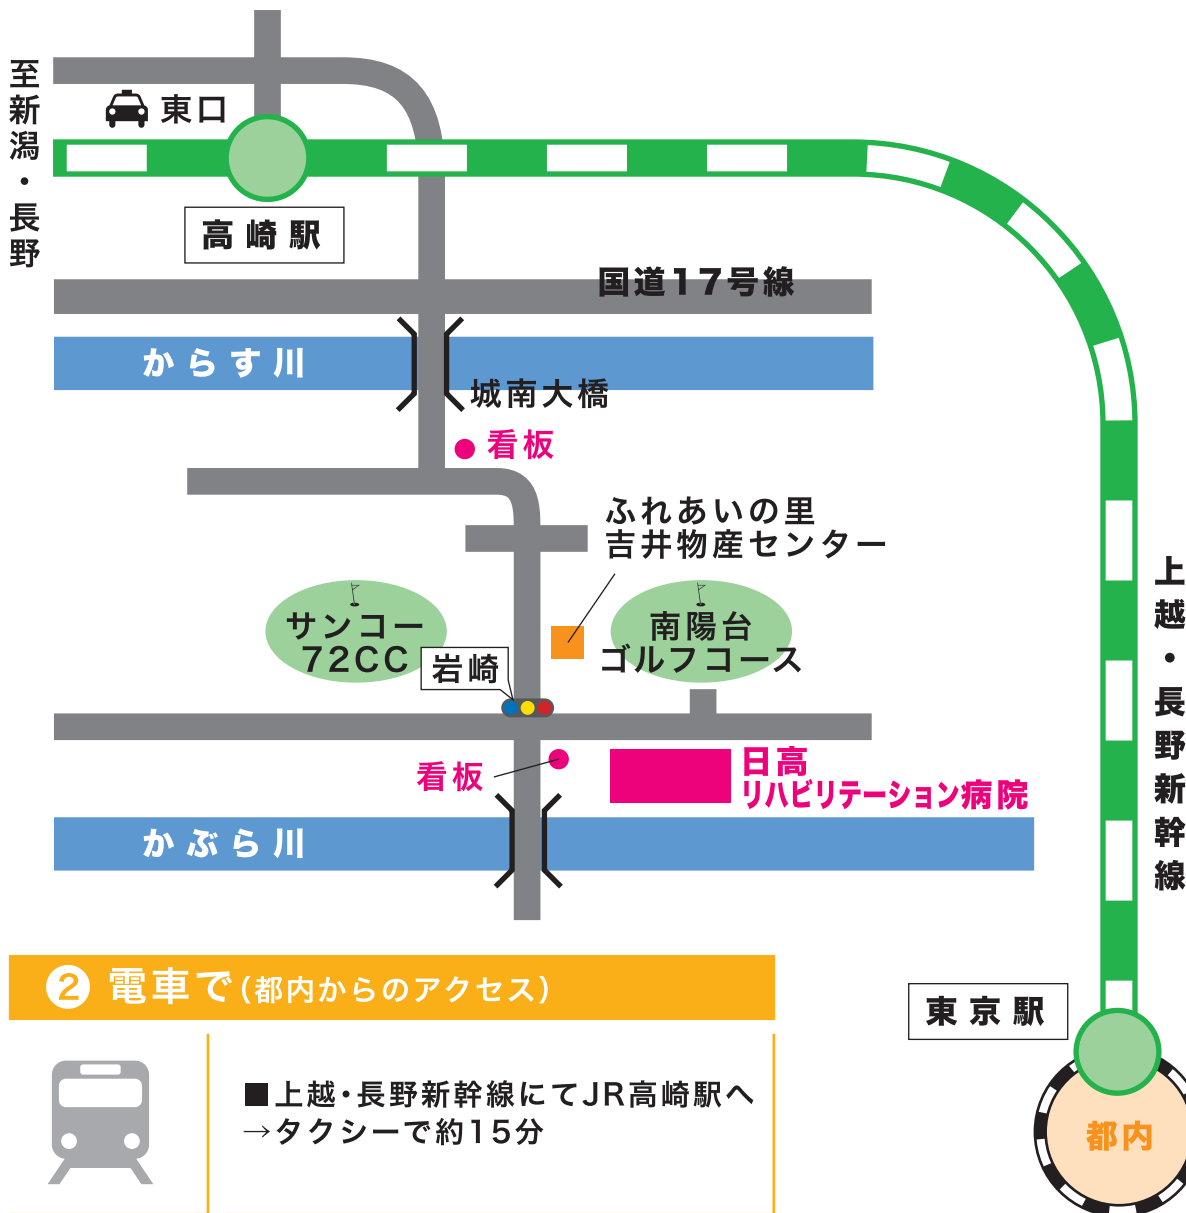 至新潟・長野
東口
高崎駅
国道17号線
からす川
城南大橋
看板
ふれあいの里
吉井物産センター
サンコー
72CC
南陽台
ゴルフコース
岩崎
看板
日高
リハビリテーション病院
かぶら川
上越・長野新幹線
❷ 電車で（都内からのアクセス）
東京駅
■上越・長野新幹線にてJR高崎駅へ
→タクシーで約15分
都内